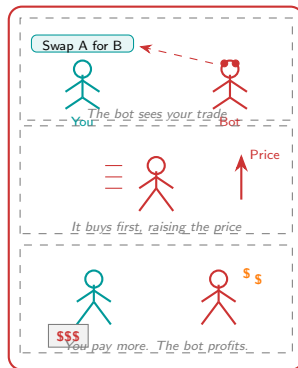 Swap A for B
You
Bot
The bot sees your trade
Price
It buys first, raising the price
$ $
$$$
You pay more. The bot profits.